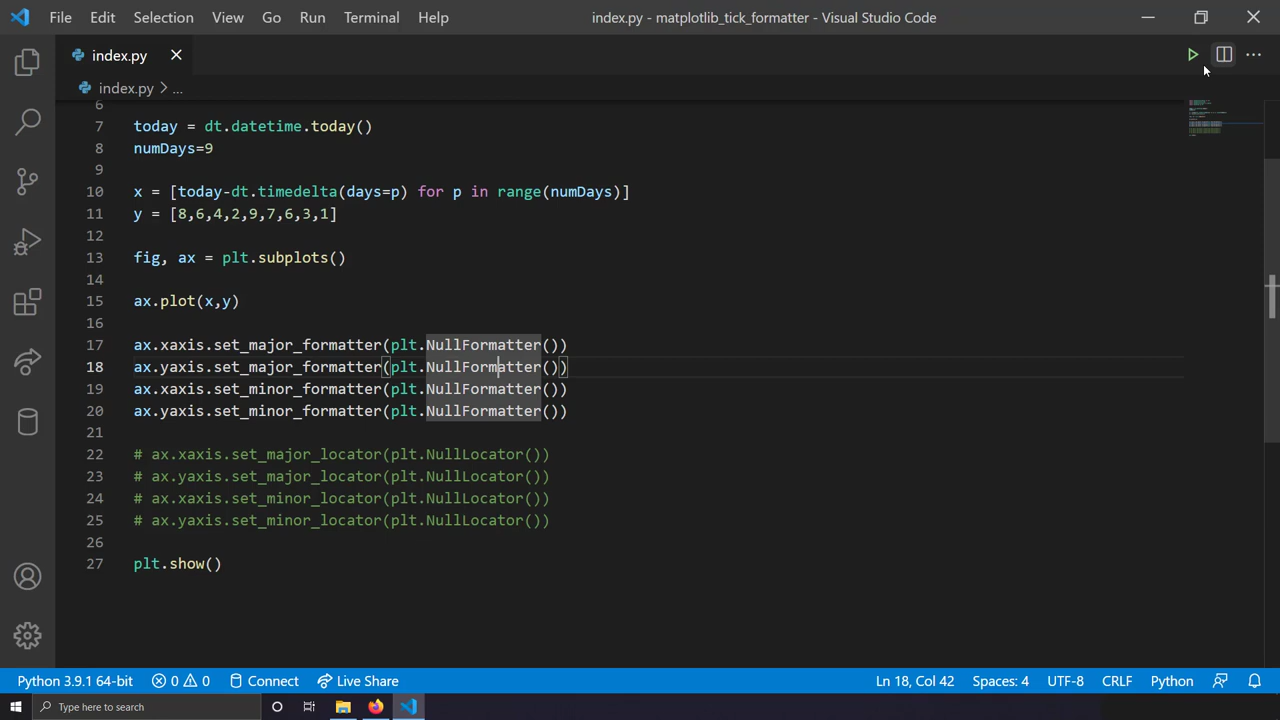 File Edit Selection View Go Run Terminal Help index.py - matplotlib_tick_formatter - Visual Studio Code
index.py
index.py > ...
6
7 today = dt.datetime.today()
8 numDays=9
9
10 x = [today-dt.timedelta(days=p) for p in range(numDays)]
11 y = [8,6,4,2,9,7,6,3,1]
12
13 fig, ax = plt.subplots()
14
15 ax.plot(x,y)
16
17 ax.xaxis.set_major_formatter(plt.NullFormatter())
18 ax.yaxis.set_major_formatter(plt.NullFormatter())
19 ax.xaxis.set_minor_formatter(plt.NullFormatter())
20 ax.yaxis.set_minor_formatter(plt.NullFormatter())
21
22 # ax.xaxis.set_major_locator(plt.NullLocator())
23 # ax.yaxis.set_major_locator(plt.NullLocator())
24 # ax.xaxis.set_minor_locator(plt.NullLocator())
25 # ax.yaxis.set_minor_locator(plt.NullLocator())
26
27 plt.show()
Python 3.9.1 64-bit 0 0 Connect Live Share Ln 18, Col 42 Spaces: 4 UTF-8 CRLF Python
Type here to search